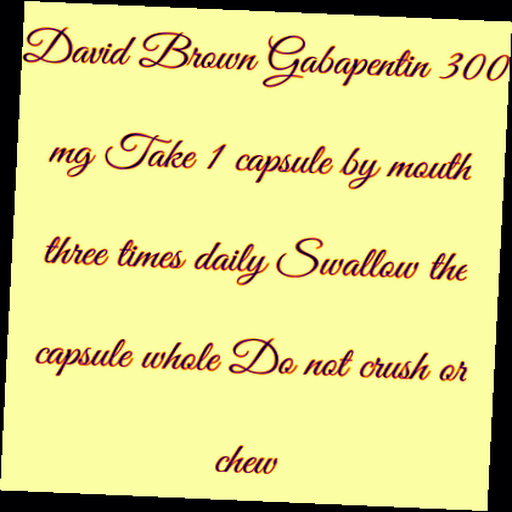 David Brown Gabapentin 300
mg Take 1 capsule by mouth
three times daily Swallow the
capsule whole Do not crush or
chew